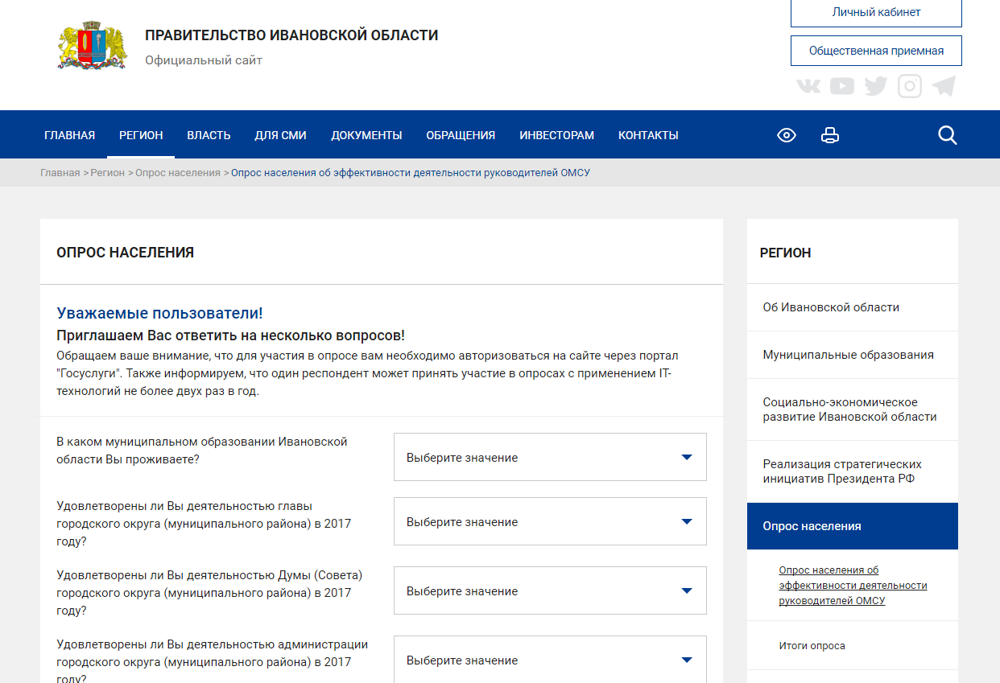 Личный кабинет
ПРАВИТЕЛЬСТВО ИВАНОВСКОЙ ОБЛАСТИ
Официальный сайт
Общественная приемная
ГЛАВНАЯ РЕГИОН ВЛАСТЬ ДЛЯ СМИ ДОКУМЕНТЫ ОБРАЩЕНИЯ ИНВЕСТОРАМ КОНТАКТЫ
Главная > Регион > Опрос населения > Опрос населения об эффективности деятельности руководителей ОМСУ
ОПРОС НАСЕЛЕНИЯ
Уважаемые пользователи!
Приглашаем Вас ответить на несколько вопросов!
Обращаем ваше внимание, что для участия в опросе вам необходимо авторизоваться на сайте через портал
"Госуслуги". Также информируем, что один респондент может принять участие в опросах с применением IT-
технологий не более двух раз в год.
В каком муниципальном образовании Ивановской
области Вы проживаете?
Выберите значение
Удовлетворены ли Вы деятельностью главы
городского округа (муниципального района) в 2017
году?
Выберите значение
Удовлетворены ли Вы деятельностью Думы (Совета)
городского округа (муниципального района) в 2017
году?
Выберите значение
Удовлетворены ли Вы деятельностью администрации
городского округа (муниципального района) в 2017
году?
Выберите значение
РЕГИОН
Об Ивановской области
Муниципальные образования
Социально-экономическое
развитие Ивановской области
Реализация стратегических
инициатив Президента РФ
Опрос населения
Опрос населения об
эффективности деятельности
руководителей ОМСУ
Итоги опроса